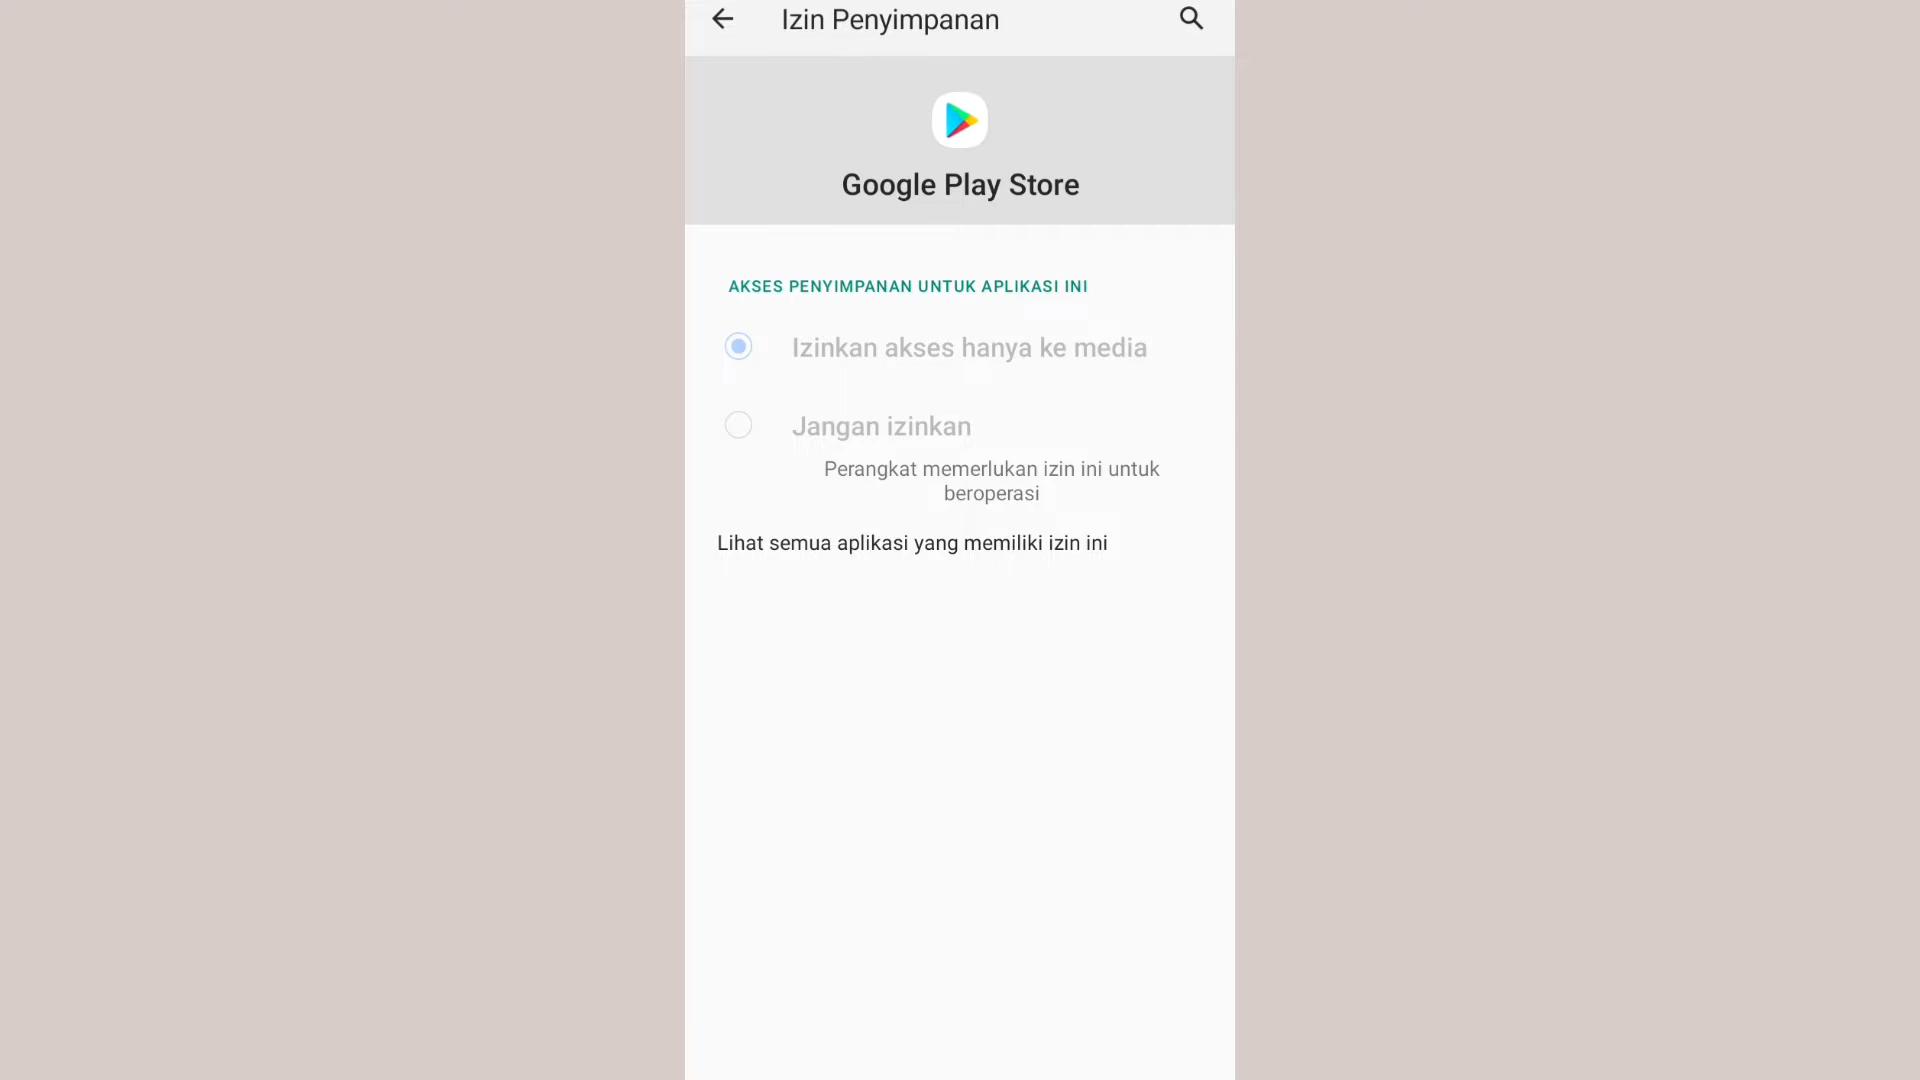 Izin Penyimpanan
Google Play Store
AKSES PENYIMPANAN UNTUK APLIKASI INI
Izinkan akses hanya ke media
Jangan izinkan
Perangkat memerlukan izin ini untuk
beroperasi
Lihat semua aplikasi yang memiliki izin ini